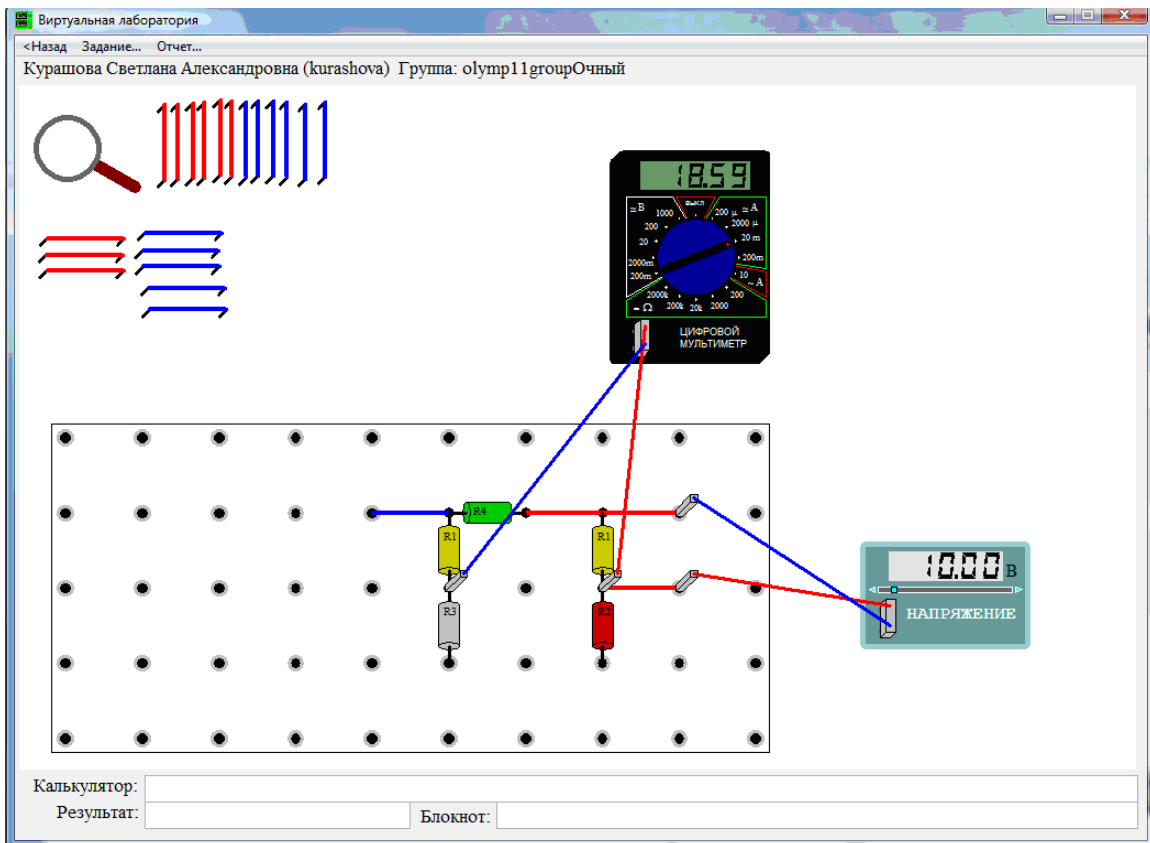 Виртуальная лаборатория
<Назад Задание... Отчет...
Курашова Светлана Александровна (kurashova) Группа: olymp11groupОчный
18.59
≃B 1000 выкл 200 µ ≃A
200 2000 µ
20 20 m
2000m 200m
200m 10 ~A
2000k 200k 20k 2000 200
= Ω
ЦИФРОВОЙ
МУЛЬТИМЕТР
R4
R1 R1
R3 R2
10.00 В
НАПРЯЖЕНИЕ
Калькулятор:
Результат: Блокнот: